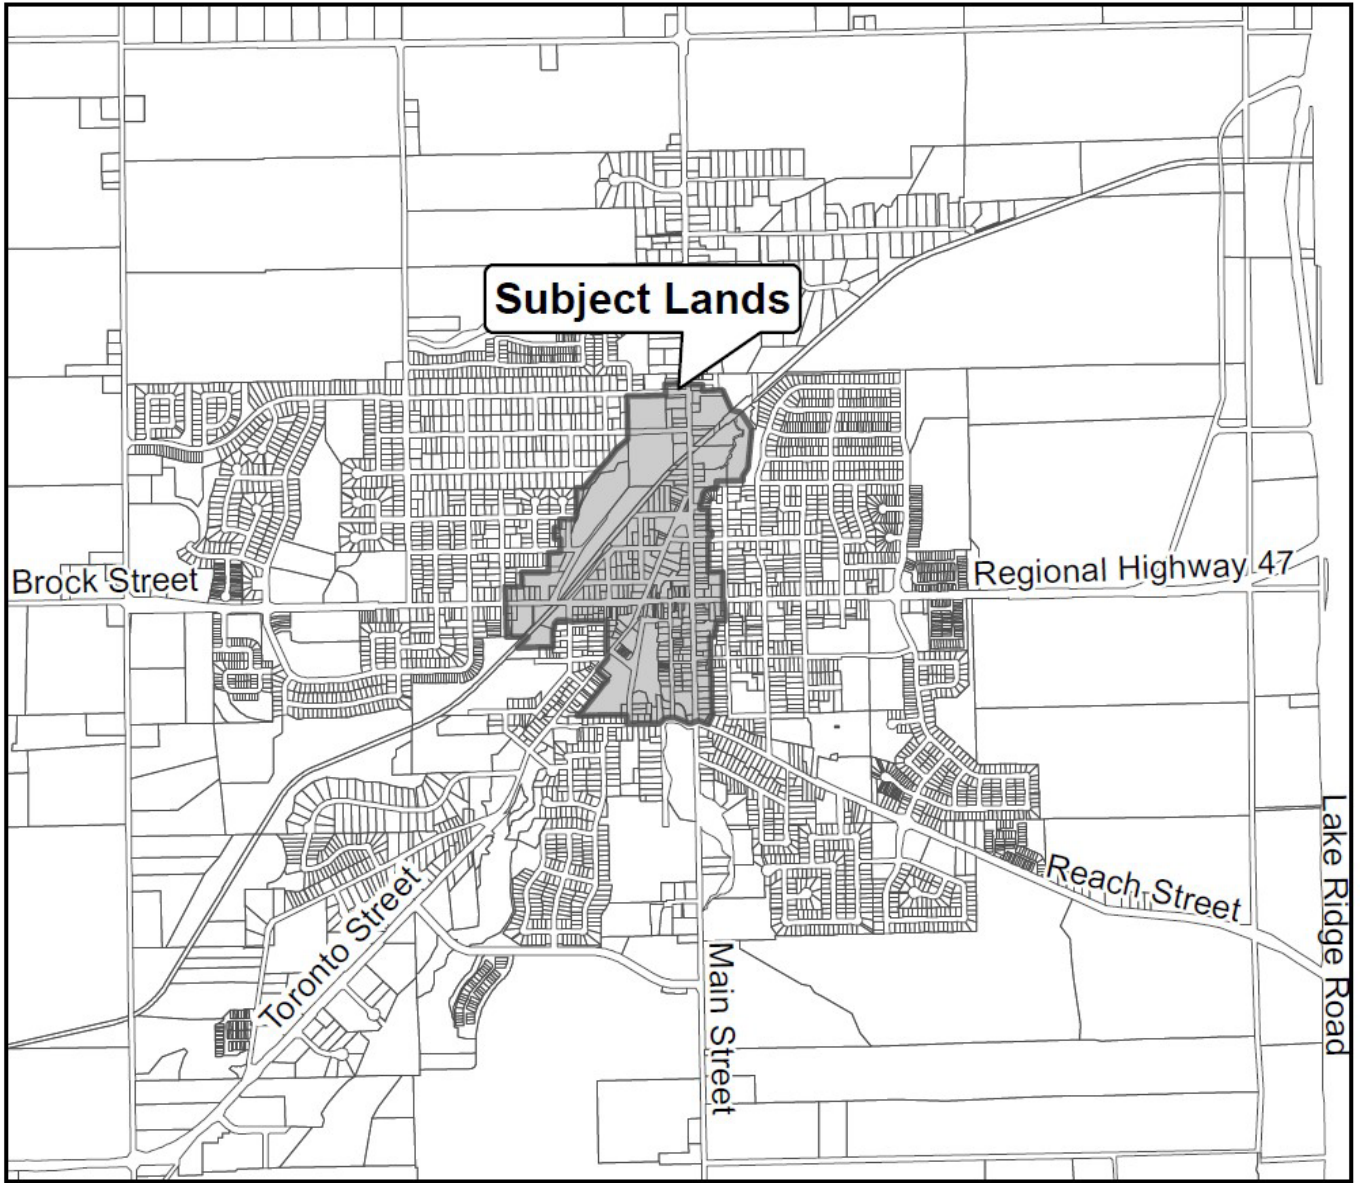 Subject Lands
Brock Street
Regional Highway 47
Reach Street
Lake Ridge Road
Toronto Street
Main Street